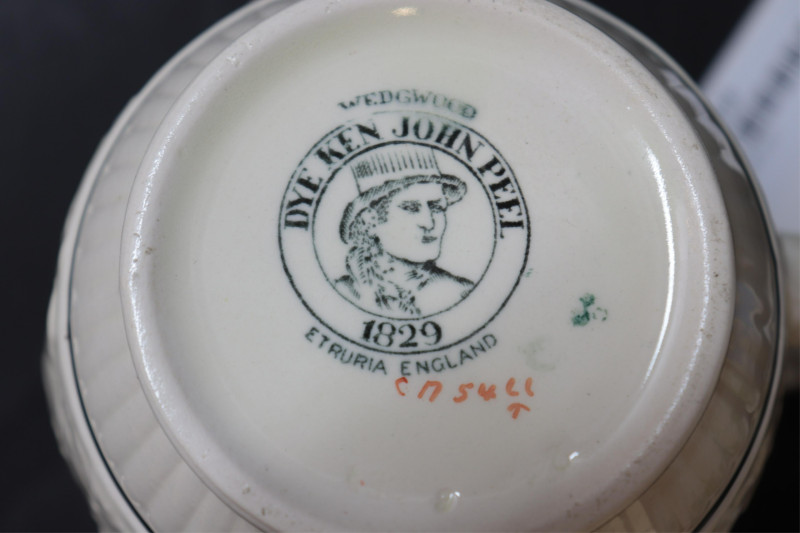 WEDGWOOD
DYE KEN JOHN PEEL
1829
ETRURIA ENGLAND